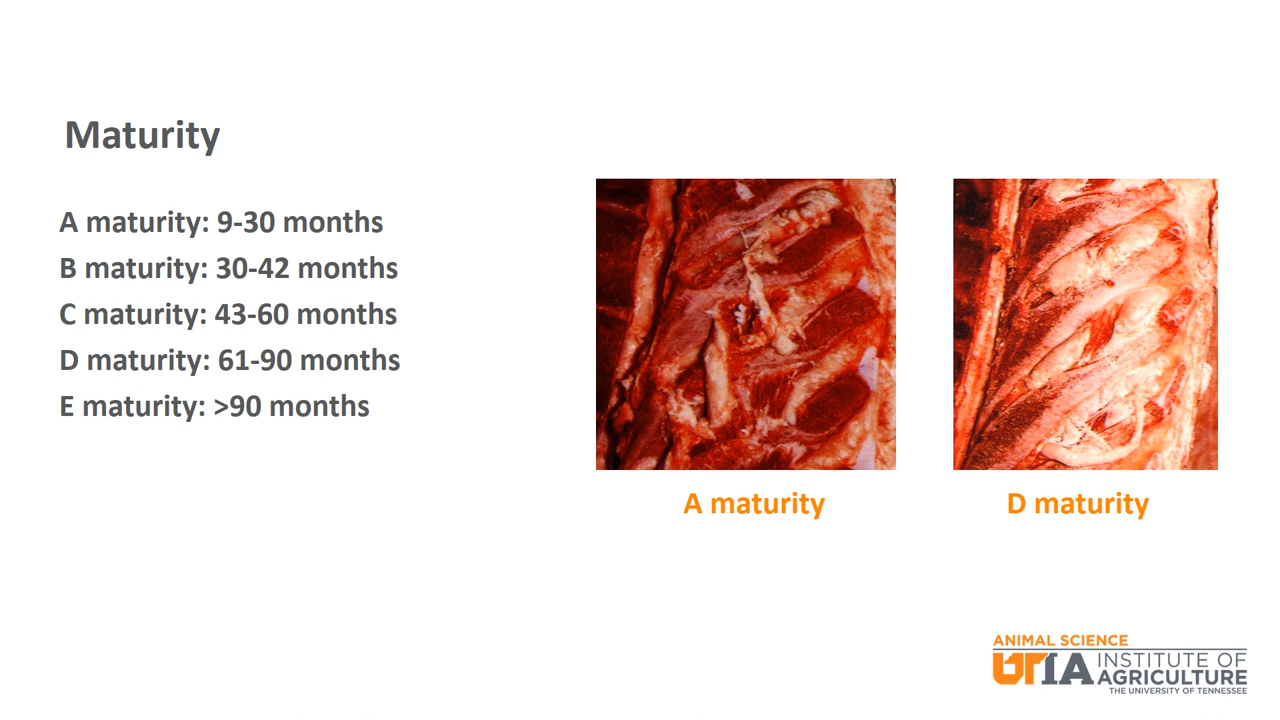 Maturity
A maturity: 9-30 months
B maturity: 30-42 months
C maturity: 43-60 months
D maturity: 61-90 months
E maturity: >90 months
A maturity
D maturity
ANIMAL SCIENCE
UTIA INSTITUTE OF
AGRICULTURE
THE UNIVERSITY OF TENNESSEE